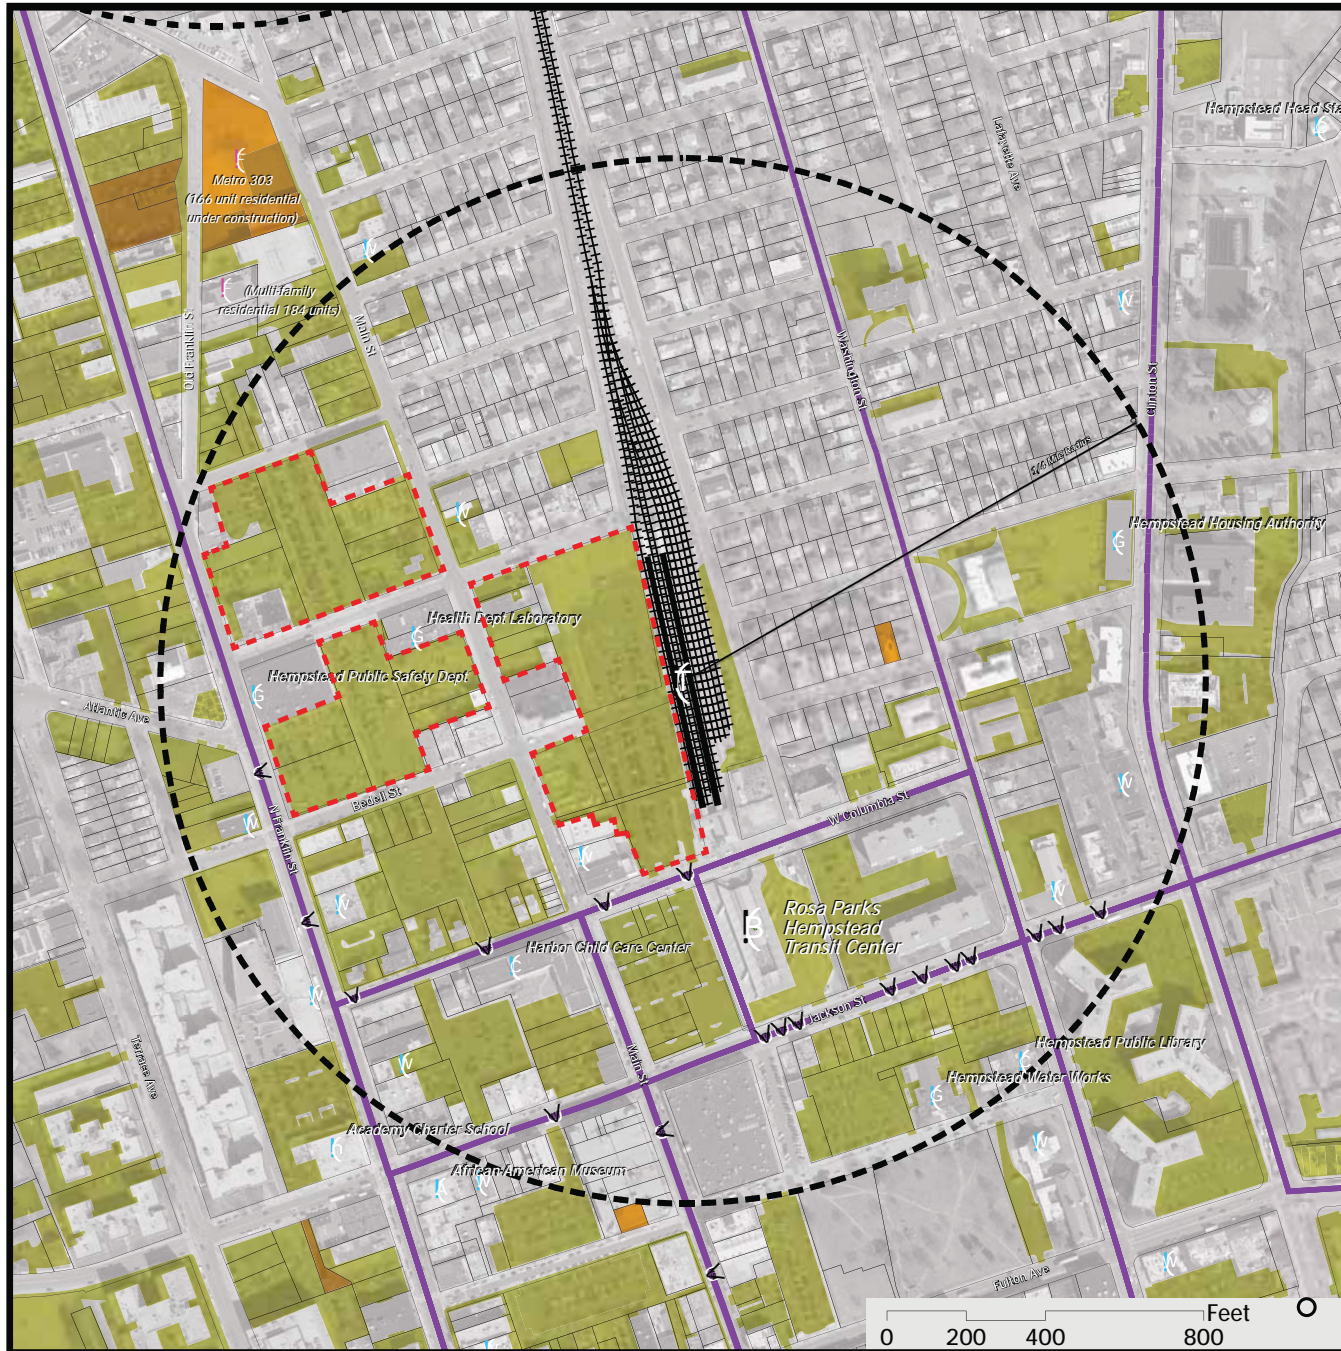 Hempstead Head Sta
Lafayette Ave
Metro 303
(166 unit residential
under construction)
(Multi-family
residential 184 units)
Old Franklin S
Main St
Washington St
Clinton St
1/4 Mile Radius
Hempstead Housing Authority
G
Health Dept Laboratory
G
Hempstead Public Safety Dept.
G
Atlantic Ave
Bedell St
N Franklin St
W Columbia St
B
Rosa Parks
Hempstead
Transit Center
Harbor Child Care Center
C
Jackson St
Main St
Terrace Ave
Hempstead Public Library
Hempstead Water Works
G
Academy Charter School
African-American Museum
Fulton Ave
Feet
0 200 400 800